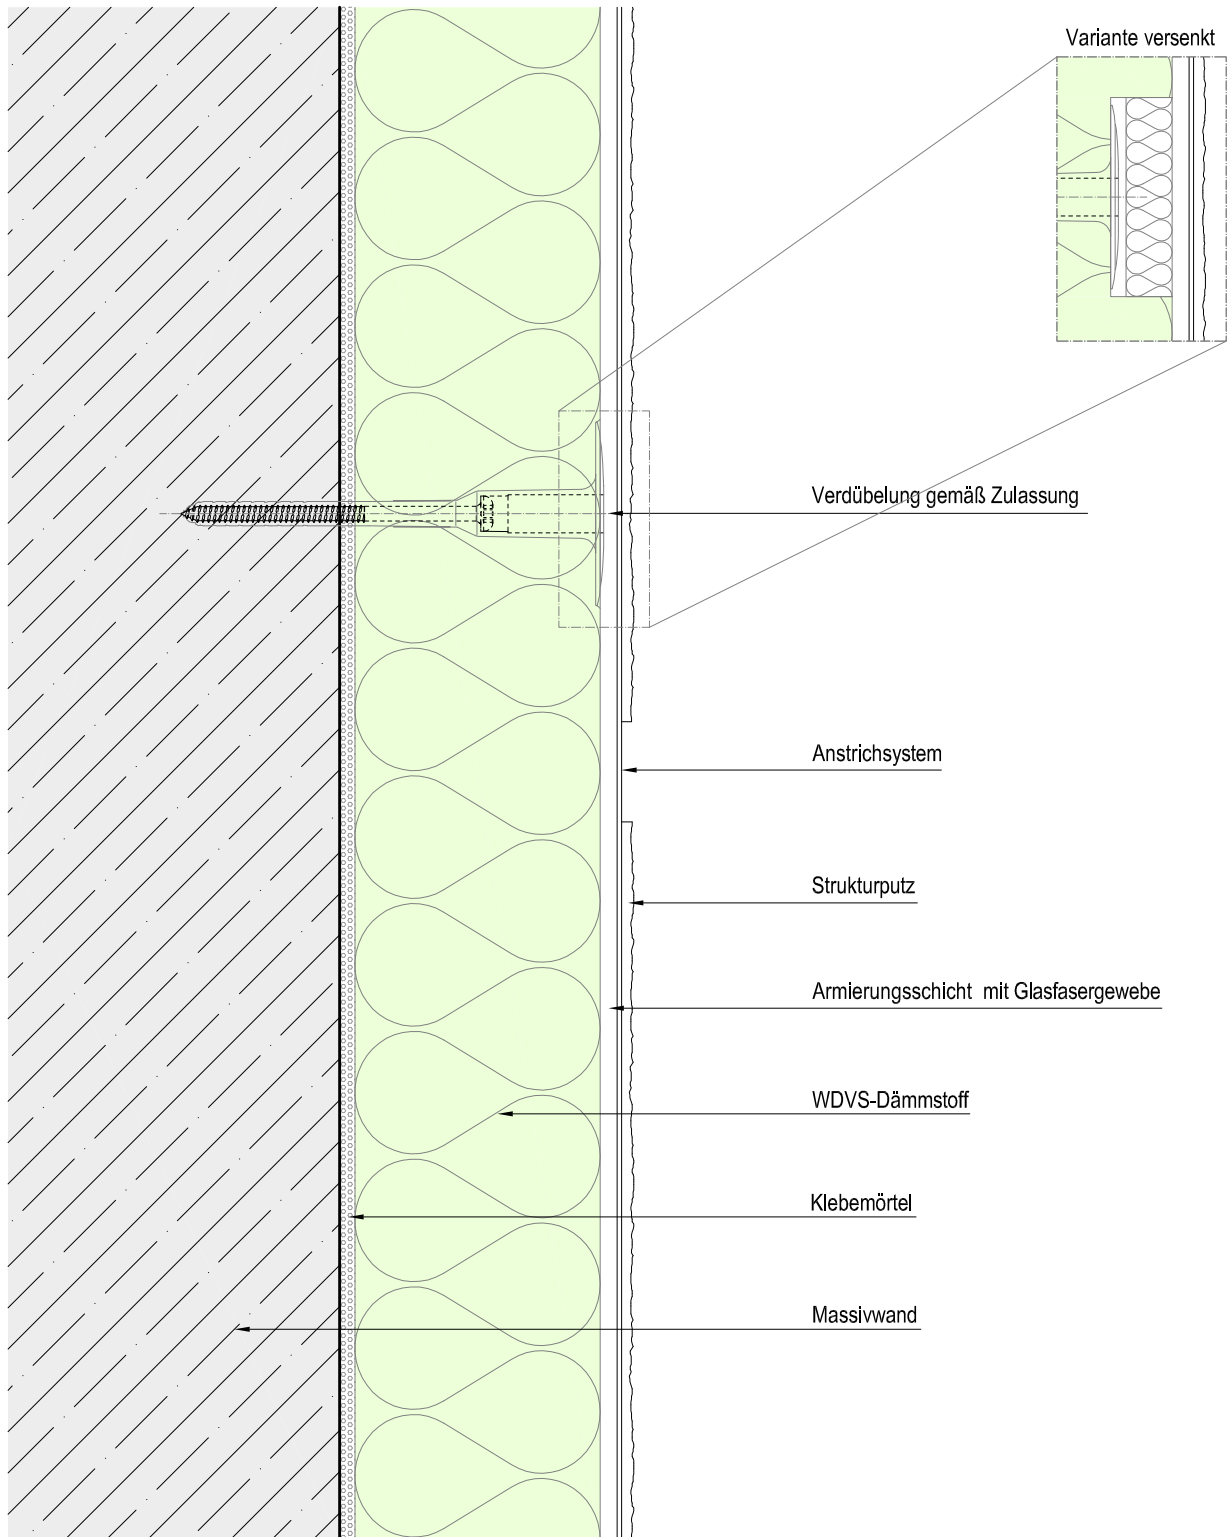 Variante versenkt
Verdübelung gemäß Zulassung
Anstrichsystem
Strukturputz
Armierungsschicht mit Glasfasergewebe
WDVS-Dämmstoff
Klebemörtel
Massivwand